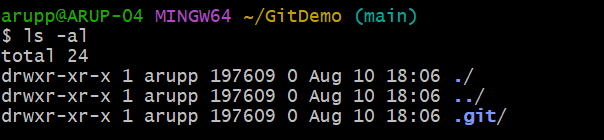 arupp@ARUP-04 MINGW64 ~/GitDemo (main)
$ ls -al
total 24
drwxr-xr-x 1 arupp 197609 0 Aug 10 18:06 ./
drwxr-xr-x 1 arupp 197609 0 Aug 10 18:06 ../
drwxr-xr-x 1 arupp 197609 0 Aug 10 18:06 .git/